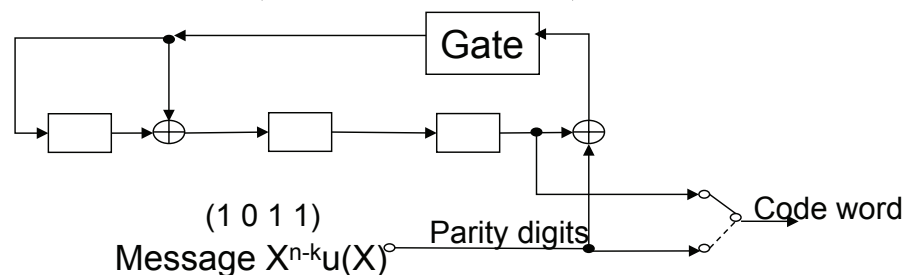 Gate
(1 0 1 1)
Code word
Parity digits
Message Xⁿ⁻ᵏu(X)